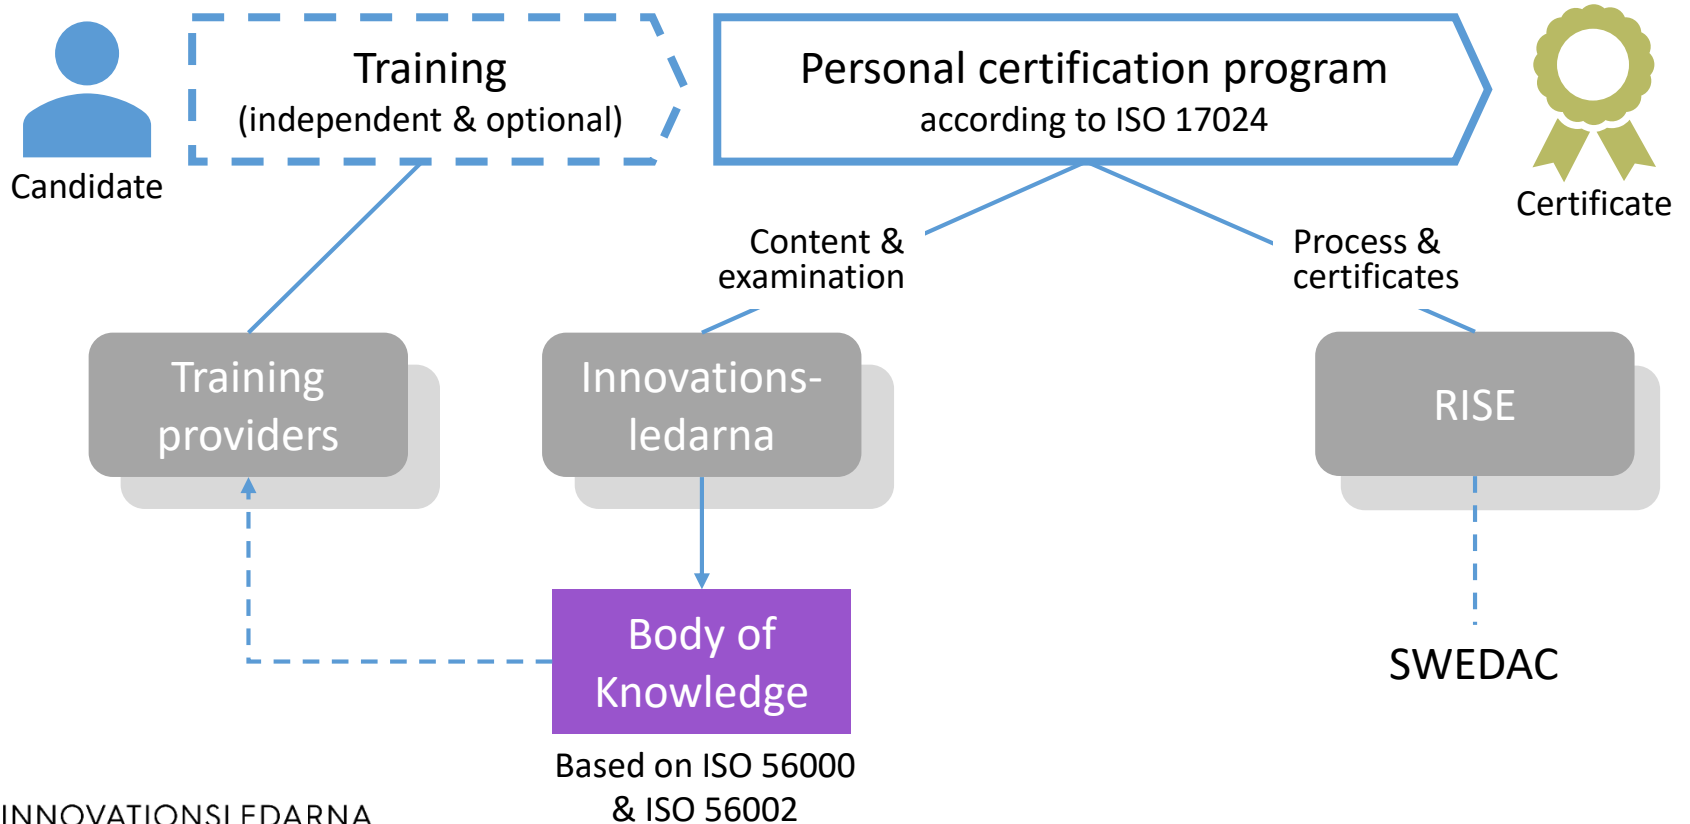 Training
(independent & optional)
Personal certification program
according to ISO 17024
Candidate
Certificate
Content &
examination
Process &
certificates
Training
providers
Innovations-
ledarna
RISE
Body of
Knowledge
SWEDAC
Based on ISO 56000
& ISO 56002
INNOVATIONSLEDARNA